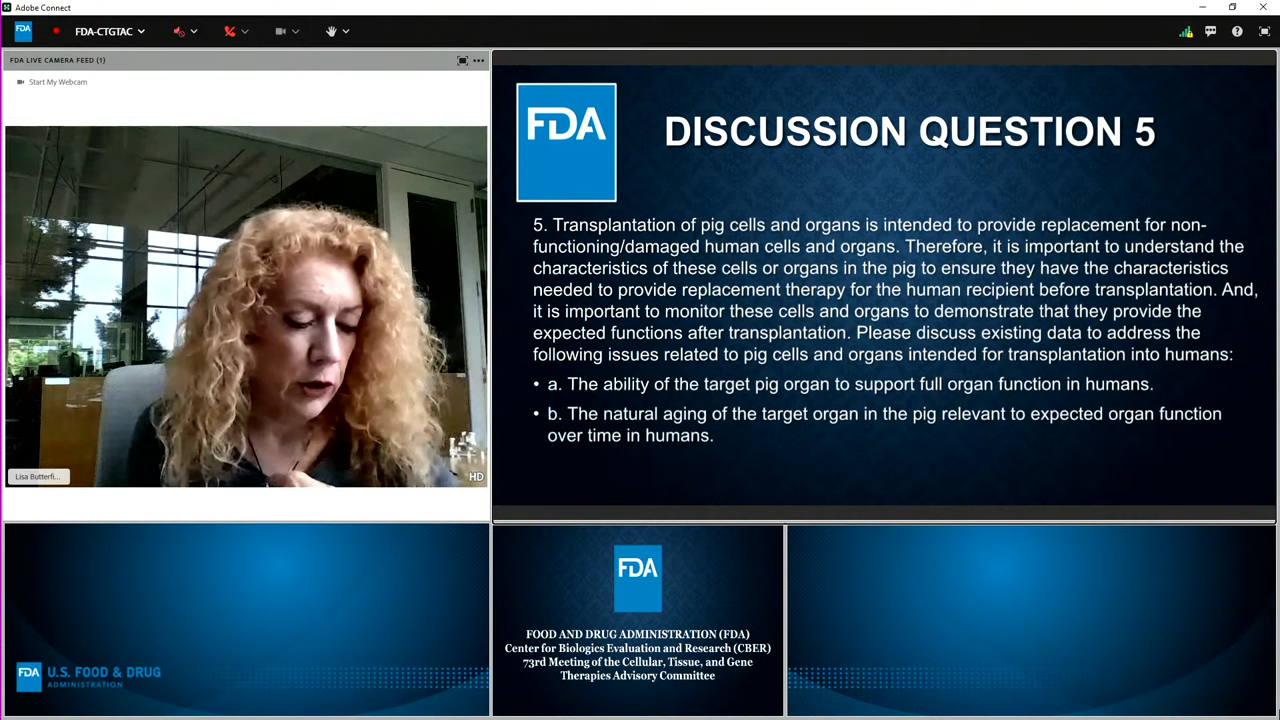 Adobe Connect
FDA
FDA-CTGTAC
FDA LIVE CAMERA FEED (1)
Start My Webcam
Lisa Butterfi...
HD
FDA
DISCUSSION QUESTION 5
5. Transplantation of pig cells and organs is intended to provide replacement for non-
functioning/damaged human cells and organs. Therefore, it is important to understand the
characteristics of these cells or organs in the pig to ensure they have the characteristics
needed to provide replacement therapy for the human recipient before transplantation. And,
it is important to monitor these cells and organs to demonstrate that they provide the
expected functions after transplantation. Please discuss existing data to address the
following issues related to pig cells and organs intended for transplantation into humans:
• a. The ability of the target pig organ to support full organ function in humans.
• b. The natural aging of the target organ in the pig relevant to expected organ function
over time in humans.
FDA
U.S. FOOD & DRUG
ADMINISTRATION
FDA
FOOD AND DRUG ADMINISTRATION (FDA)
Center for Biologics Evaluation and Research (CBER)
73rd Meeting of the Cellular, Tissue, and Gene
Therapies Advisory Committee